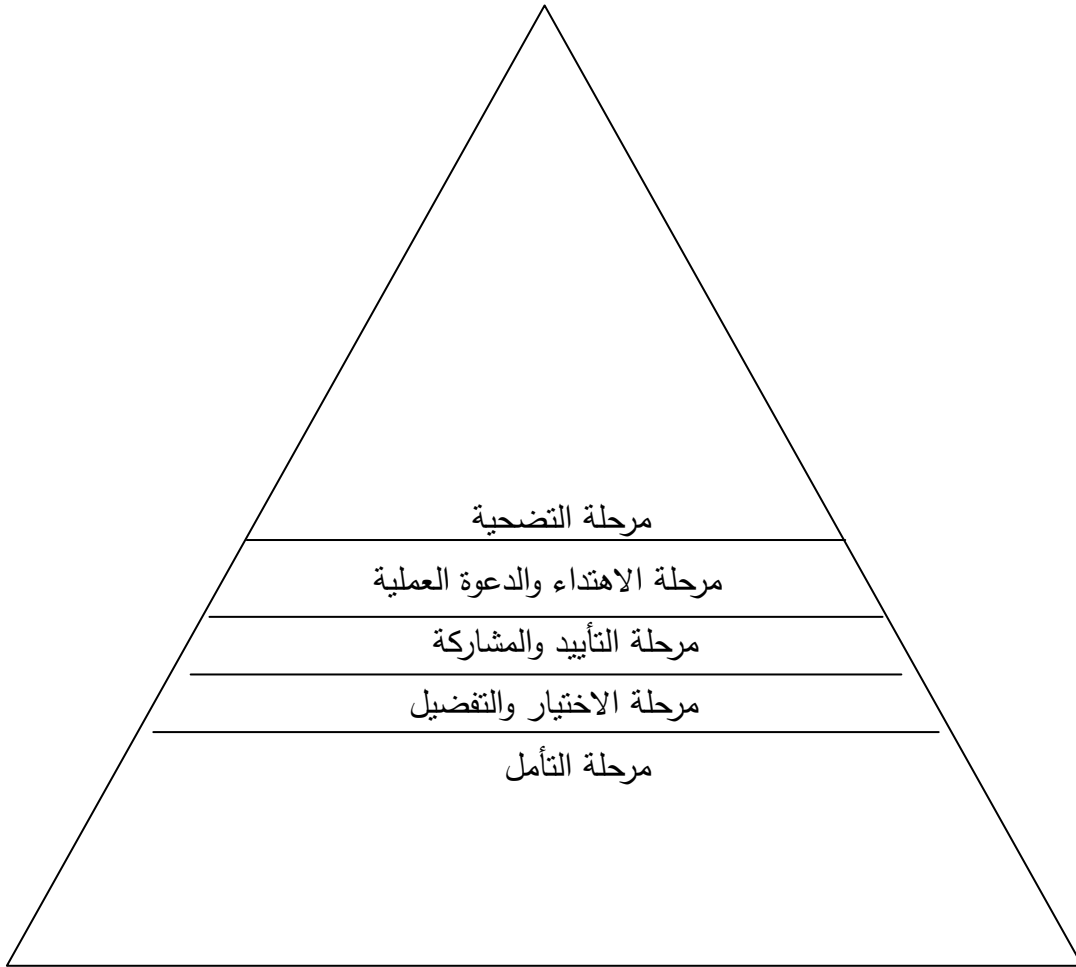 مرحلة التضحية
مرحلة الاهتداء والدعوة العملية
مرحلة التأييد والمشاركة
مرحلة الاختيار والتفضيل
مرحلة التأمل